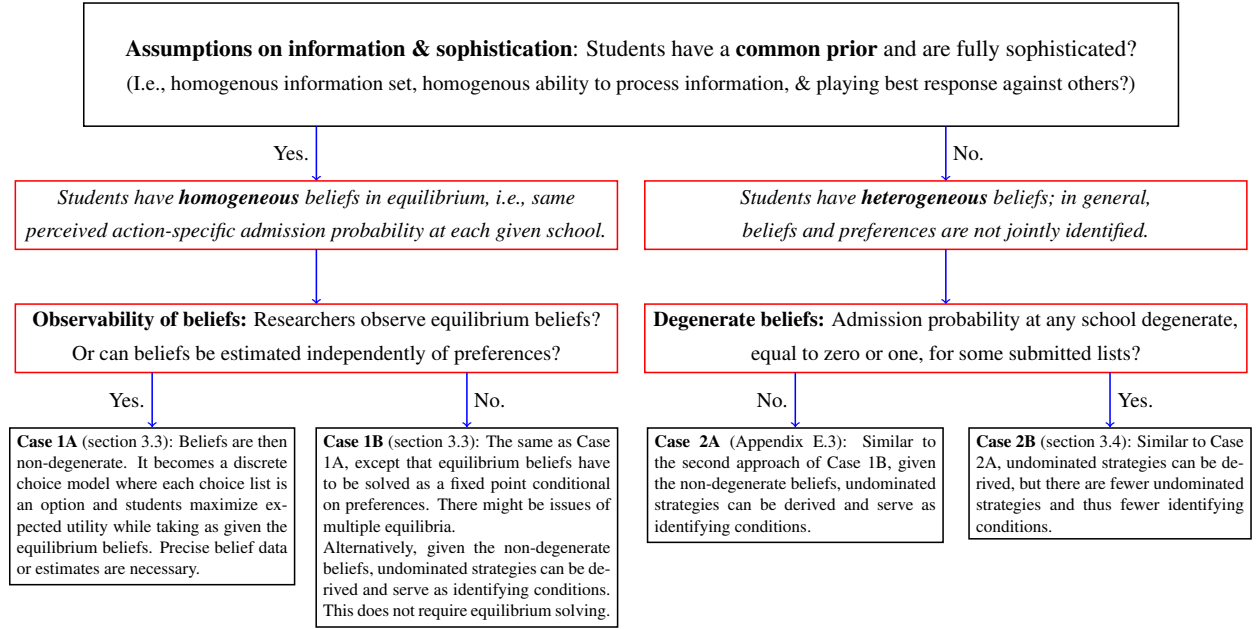 Assumptions on information & sophistication: Students have a common prior and are fully sophisticated?
(I.e., homogenous information set, homogenous ability to process information, & playing best response against others?)
Yes.
No.
Students have homogeneous beliefs in equilibrium, i.e., same
perceived action-specific admission probability at each given school.
Students have heterogeneous beliefs; in general,
beliefs and preferences are not jointly identified.
Observability of beliefs: Researchers observe equilibrium beliefs?
Or can beliefs be estimated independently of preferences?
Degenerate beliefs: Admission probability at any school degenerate,
equal to zero or one, for some submitted lists?
Yes.
No.
No.
Yes.
Case 1A (section 3.3): Beliefs are then
non-degenerate. It becomes a discrete
choice model where each choice list is
an option and students maximize ex-
pected utility while taking as given the
equilibrium beliefs. Precise belief data
or estimates are necessary.
Case 1B (section 3.3): The same as Case
1A, except that equilibrium beliefs have
to be solved as a fixed point conditional
on preferences. There might be issues of
multiple equilibria.
Alternatively, given the non-degenerate
beliefs, undominated strategies can be de-
rived and serve as identifying conditions.
This does not require equilibrium solving.
Case 2A (Appendix E.3): Similar to
the second approach of Case 1B, given
the non-degenerate beliefs, undominated
strategies can be derived and serve as
identifying conditions.
Case 2B (section 3.4): Similar to Case
2A, undominated strategies can be de-
rived, but there are fewer undominated
strategies and thus fewer identifying
conditions.